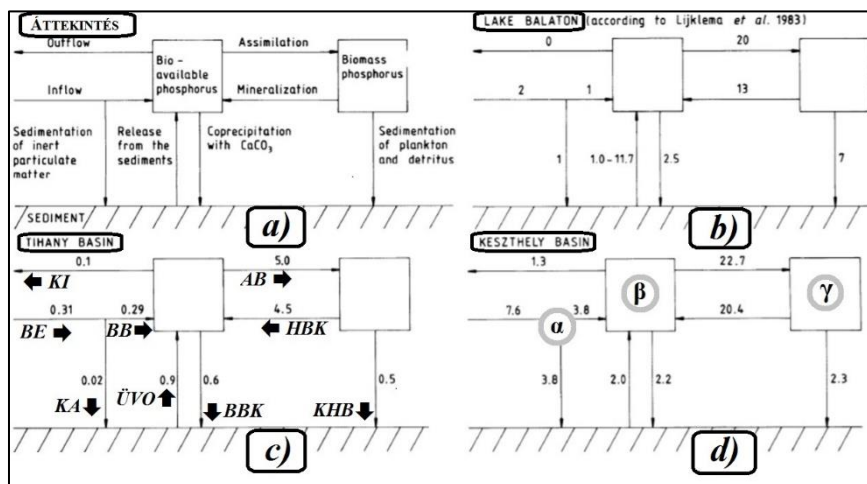 ÁTTEKINTÉS
Outflow
Assimilation
Bio-
available
phosphorus
Biomass
phosphorus
Inflow
Mineralization
Sedimentation
of inert
particulate
matter
Release
from the
sediments
Coprecipitation
with CaCO₃
Sedimentation
of plankton
and detritus
SEDIMENT
a)
LAKE BALATON (according to Lijklema et al. 1983)
0
20
2
1
13
1
1.0-11.7
2.5
7
b)
TIHANY BASIN
0.1
5.0
KI
AB
0.31
0.29
4.5
BE
BB
HBK
0.02
0.9
0.6
0.5
KA
ÜVO
BBK
KHB
c)
KESZTHELY BASIN
1.3
22.7
β
γ
7.6
3.8
20.4
α
3.8
2.0
2.2
2.3
d)